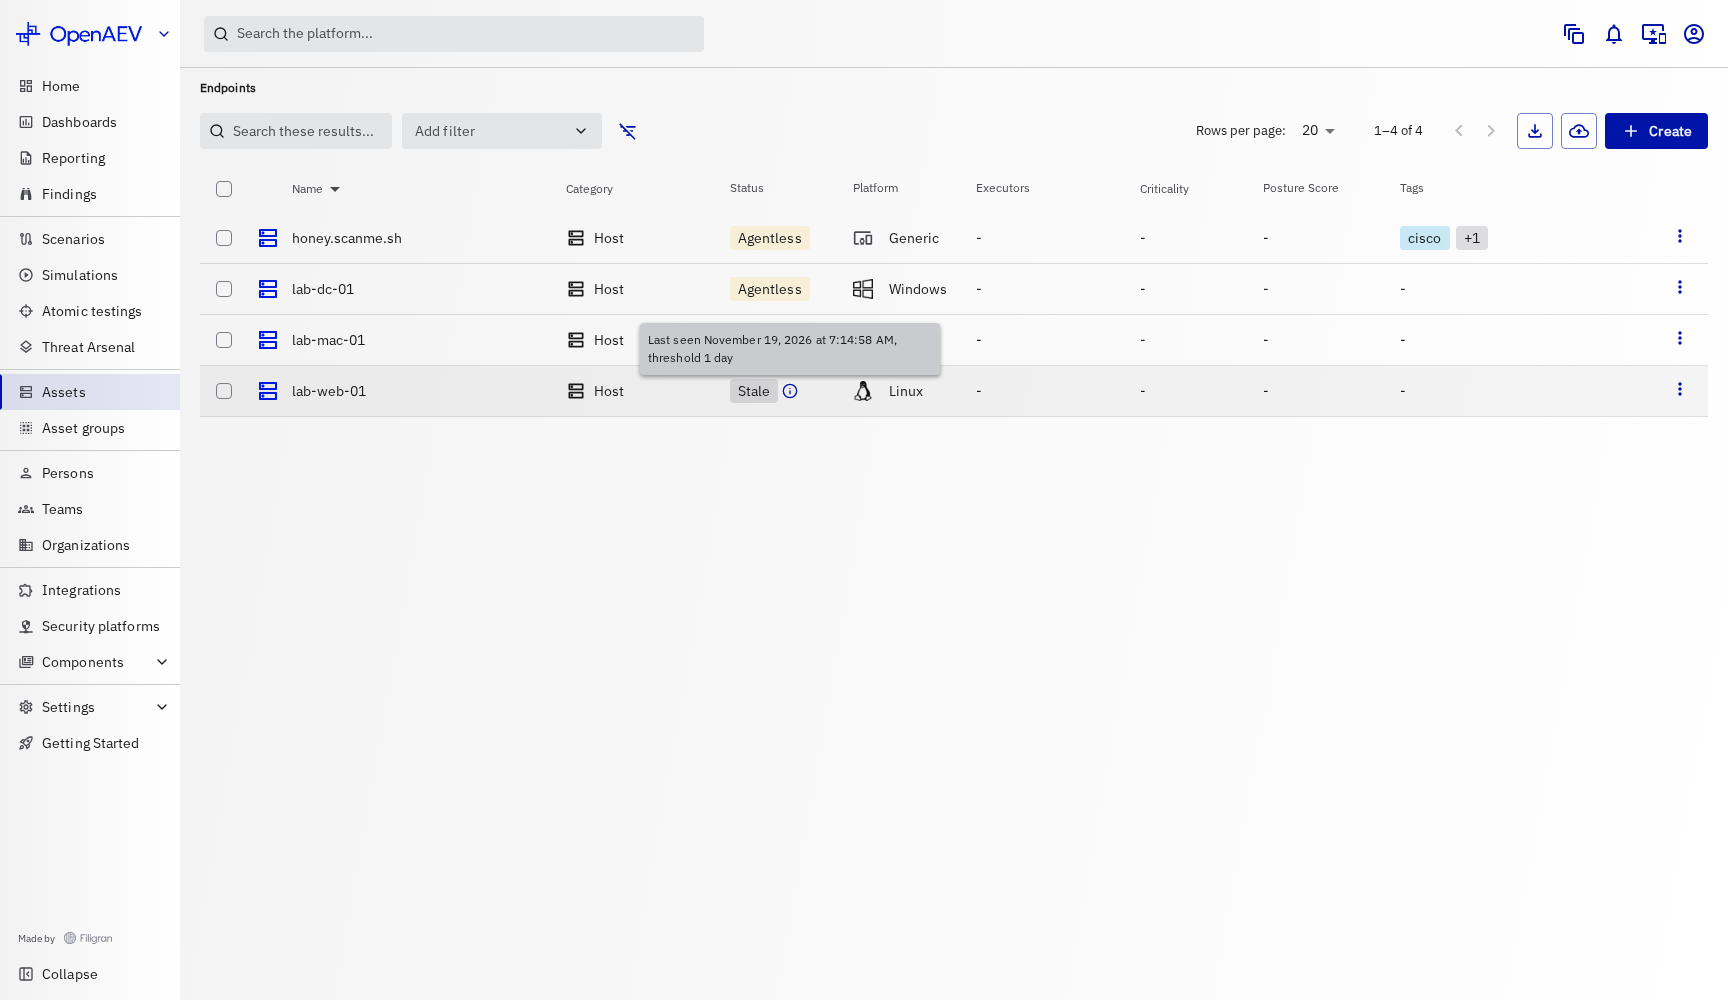 OpenAEV
Search the platform...
Home
Dashboards
Reporting
Findings
Scenarios
Simulations
Atomic testings
Threat Arsenal
Assets
Asset groups
Persons
Teams
Organizations
Integrations
Security platforms
Components
Settings
Getting Started
Made by Filigran
Collapse
Endpoints
Search these results...
Add filter
Rows per page: 20
1–4 of 4
Create
Name Category Status Platform Executors Criticality Posture Score Tags
honey.scanme.sh Host Agentless Generic - - - cisco +1
lab-dc-01 Host Agentless Windows - - - -
lab-mac-01 Host - - - -
Last seen November 19, 2026 at 7:14:58 AM,
threshold 1 day
lab-web-01 Host Stale Linux - - - -